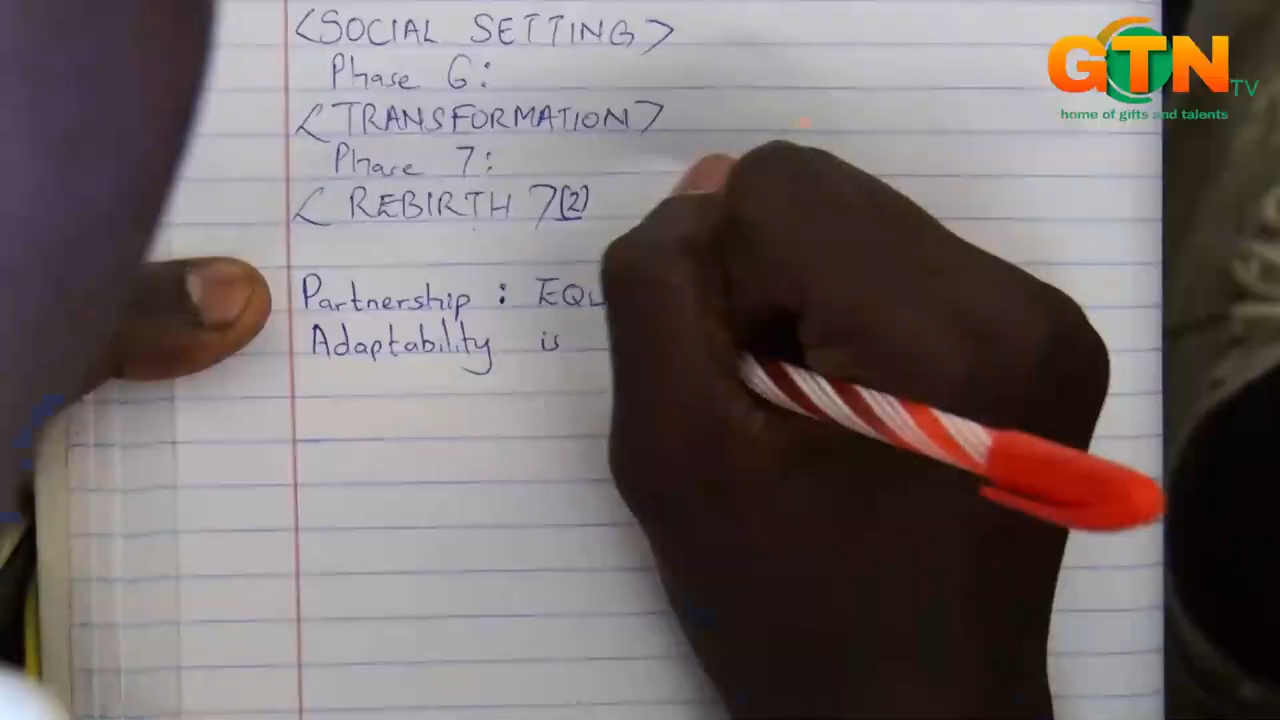 <SOCIAL SETTING>
Phase 6:
<TRANSFORMATION>
Phase 7:
<REBIRTH>(2)
Partnership :
Adaptability is
GTN TV
home of gifts and talents